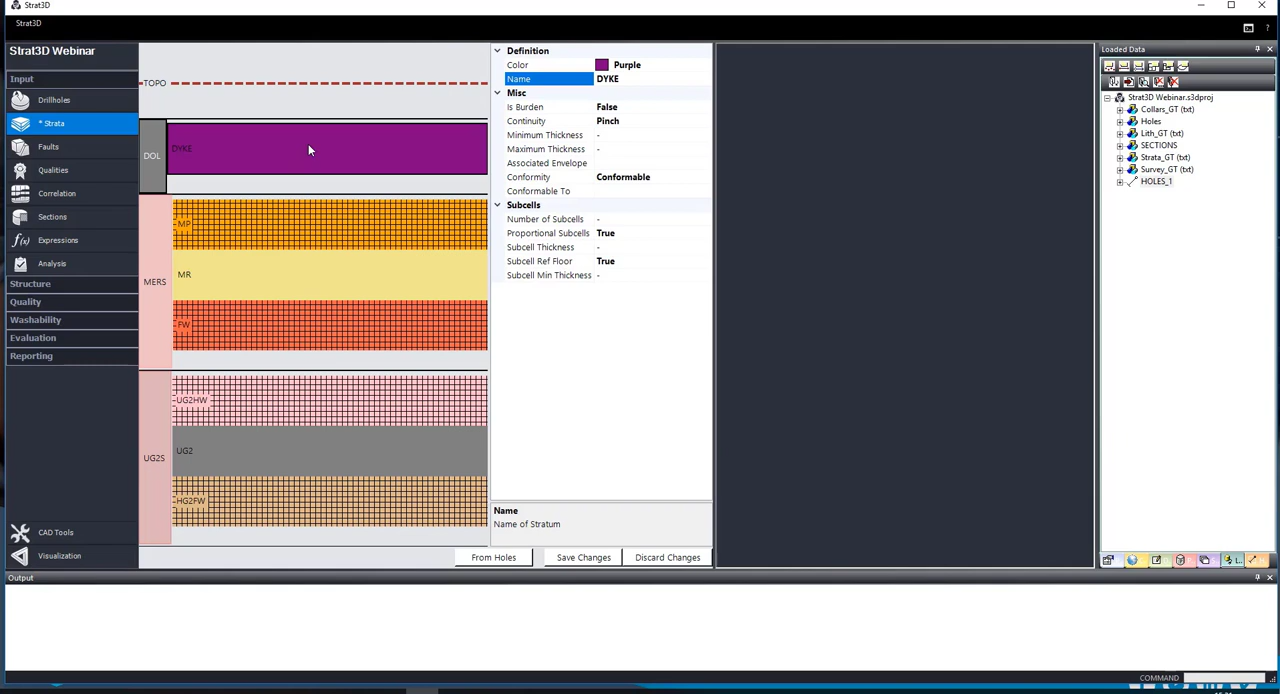 Strat3D
Strat3D
?
Strat3D Webinar
Input
Drillholes
* Strata
Faults
Qualities
Correlation
Sections
f(x) Expressions
Analysis
Structure
Quality
Washability
Evaluation
Reporting
CAD Tools
Visualization
TOPO
DOL
DYKE
MERS
MP
MR
FW
UG2S
UG2HW
UG2
HG2FW
Definition
Color Purple
Name DYKE
Misc
Is Burden False
Continuity Pinch
Minimum Thickness -
Maximum Thickness -
Associated Envelope
Conformity Conformable
Conformable To
Subcells
Number of Subcells -
Proportional Subcells True
Subcell Thickness -
Subcell Ref Floor True
Subcell Min Thickness -
Name
Name of Stratum
From Holes Save Changes Discard Changes
Loaded Data
Strat3D Webinar.s3dproj
Collars_GT (txt)
Holes
Lith_GT (txt)
SECTIONS
Strata_GT (txt)
Survey_GT (txt)
HOLES_1
L..
Output
COMMAND